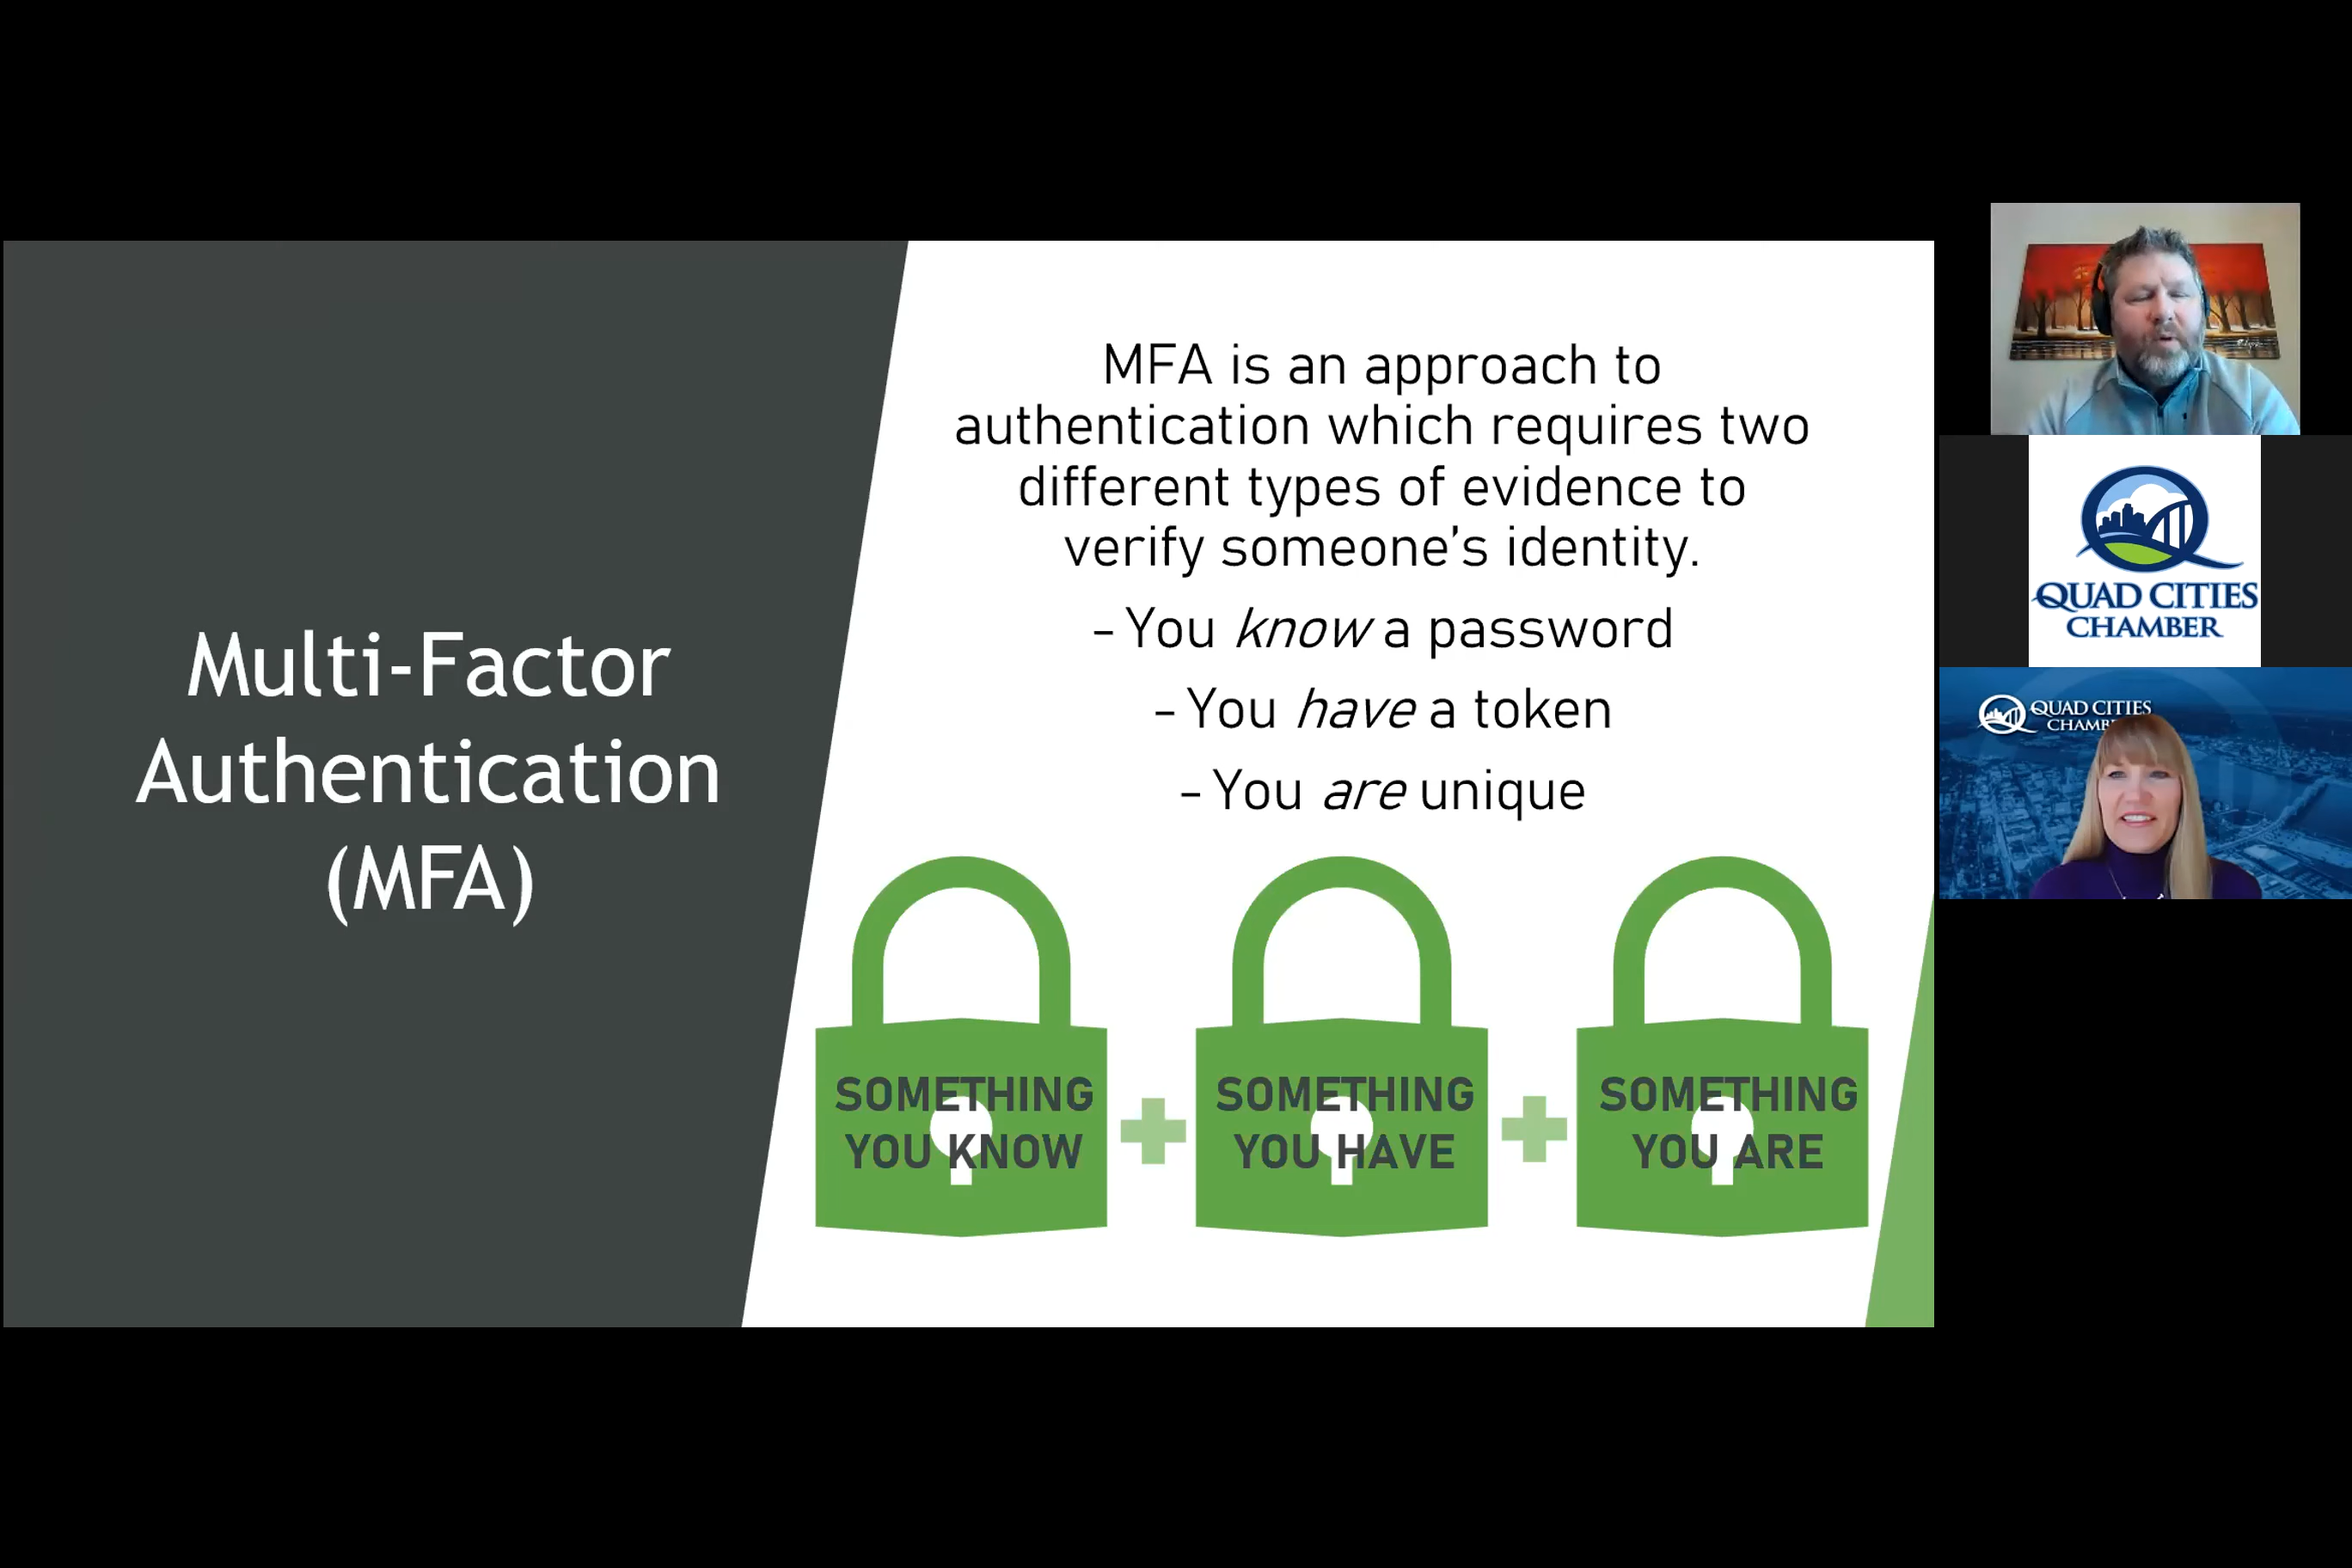 Multi-Factor
Authentication
(MFA)
MFA is an approach to
authentication which requires two
different types of evidence to
verify someone's identity.
- You know a password
- You have a token
- You are unique
SOMETHING
YOU KNOW
SOMETHING
YOU HAVE
SOMETHING
YOU ARE
QUAD CITIES
CHAMBER
QUAD CITIES